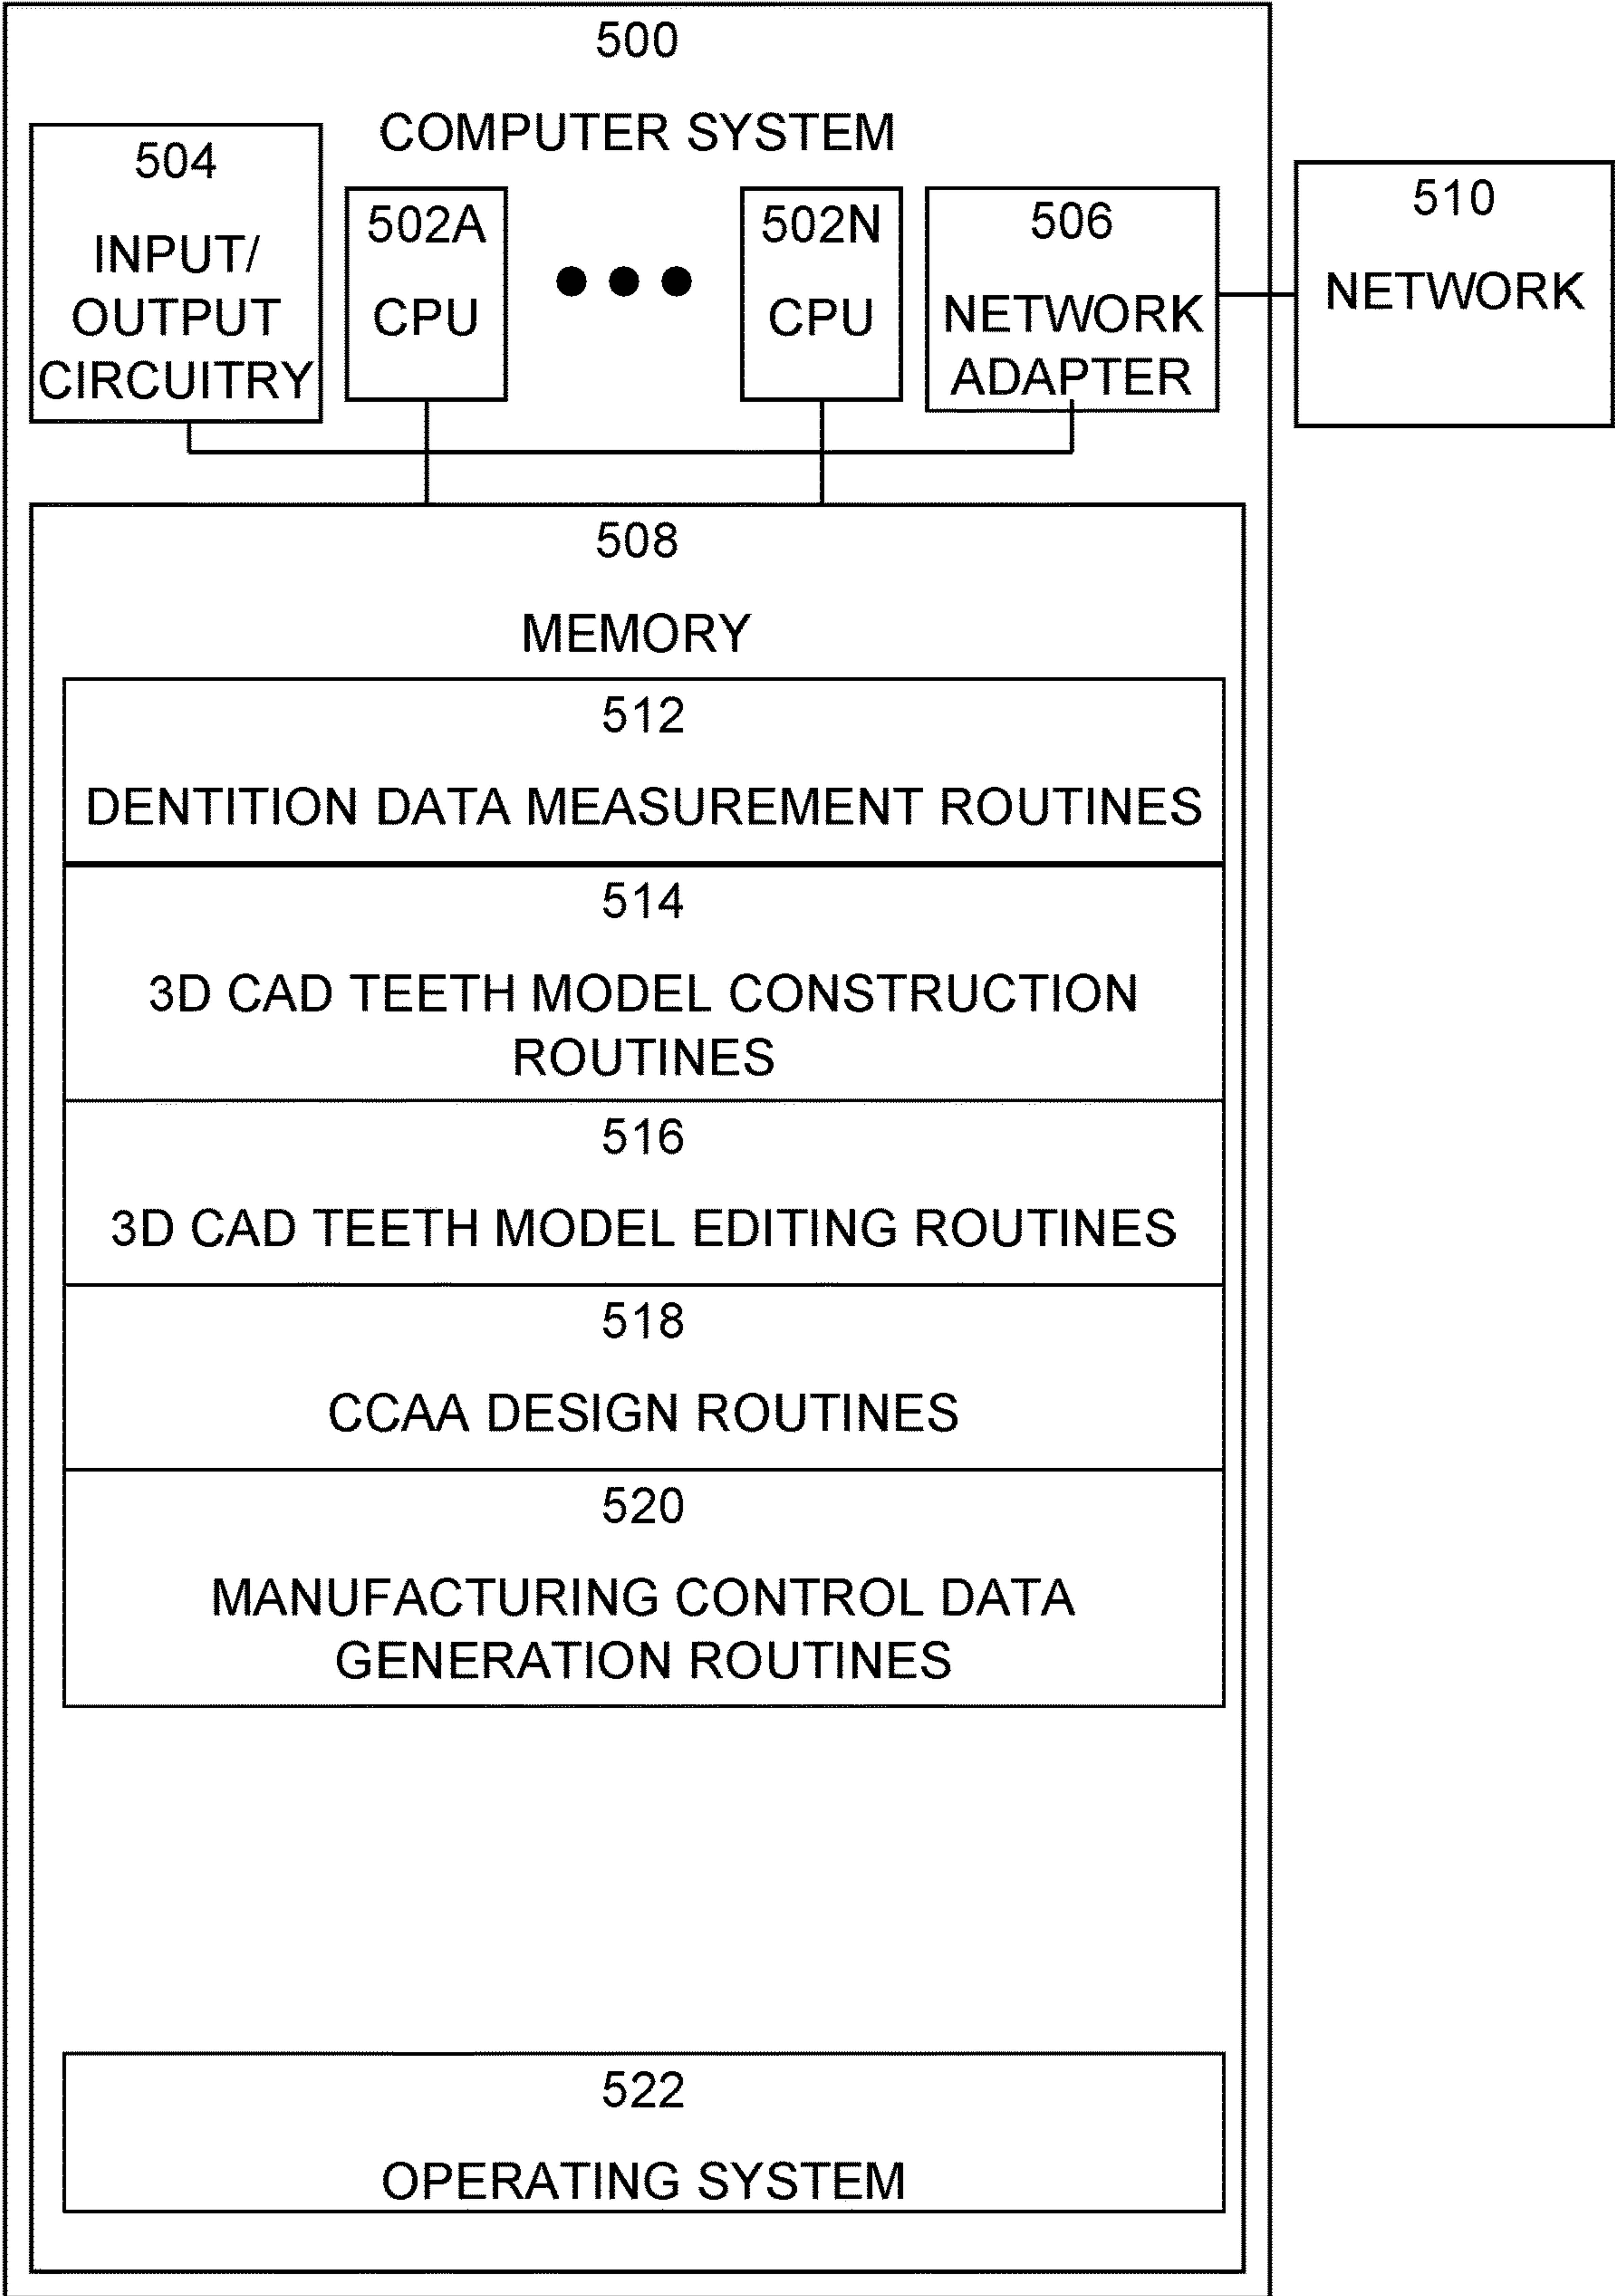 500
COMPUTER SYSTEM
504
INPUT/
OUTPUT
CIRCUITRY
502A
CPU
502N
CPU
506
NETWORK
ADAPTER
510
NETWORK
508
MEMORY
512
DENTITION DATA MEASUREMENT ROUTINES
514
3D CAD TEETH MODEL CONSTRUCTION
ROUTINES
516
3D CAD TEETH MODEL EDITING ROUTINES
518
CCAA DESIGN ROUTINES
520
MANUFACTURING CONTROL DATA
GENERATION ROUTINES
522
OPERATING SYSTEM